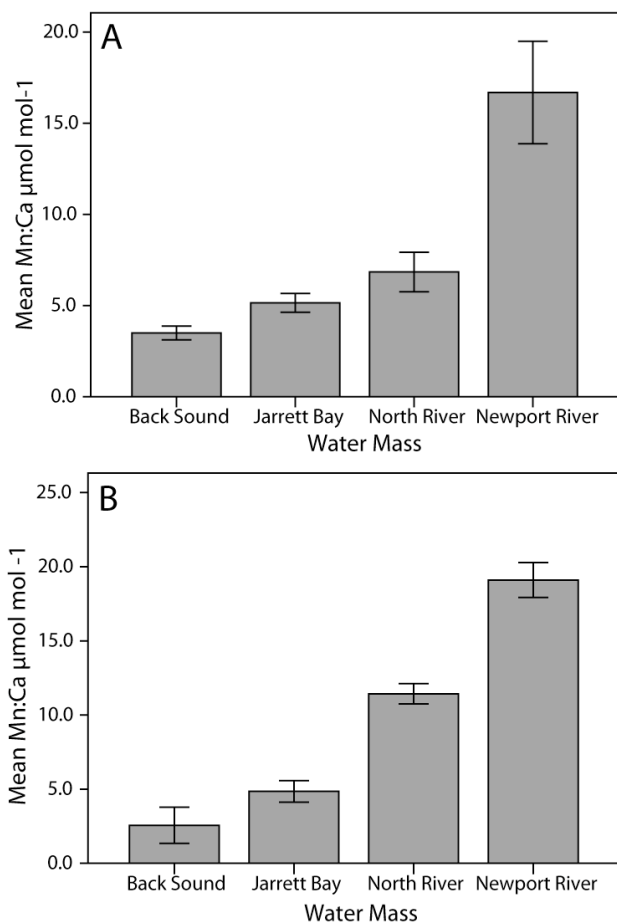 A
20.0
15.0
10.0
5.0
0.0
Mean Mn:Ca µmol mol-1
Back Sound Jarrett Bay North River Newport River
Water Mass
B
25.0
20.0
15.0
10.0
5.0
0.0
Mean Mn:Ca µmol mol -1
Back Sound Jarrett Bay North River Newport River
Water Mass